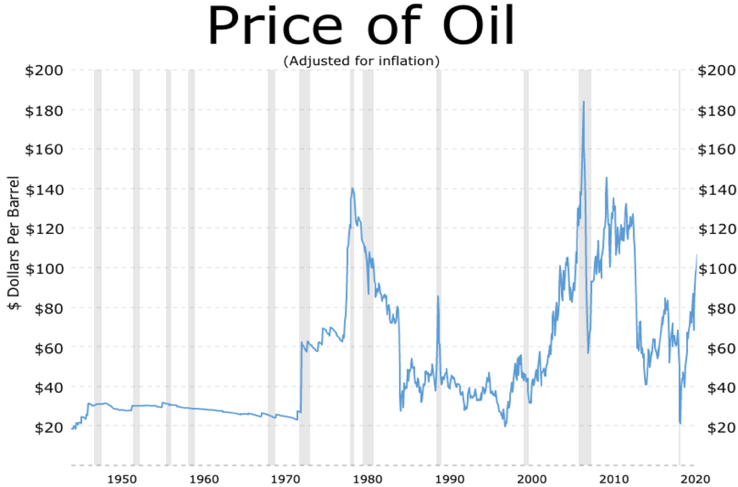 Price of Oil
(Adjusted for inflation)
$200 $200
$180 $180
$160 $160
$140 $140
$120 $120
$100 $100
$80 $80
$60 $60
$40 $40
$20 $20
$ Dollars Per Barrel
1950 1960 1970 1980 1990 2000 2010 2020